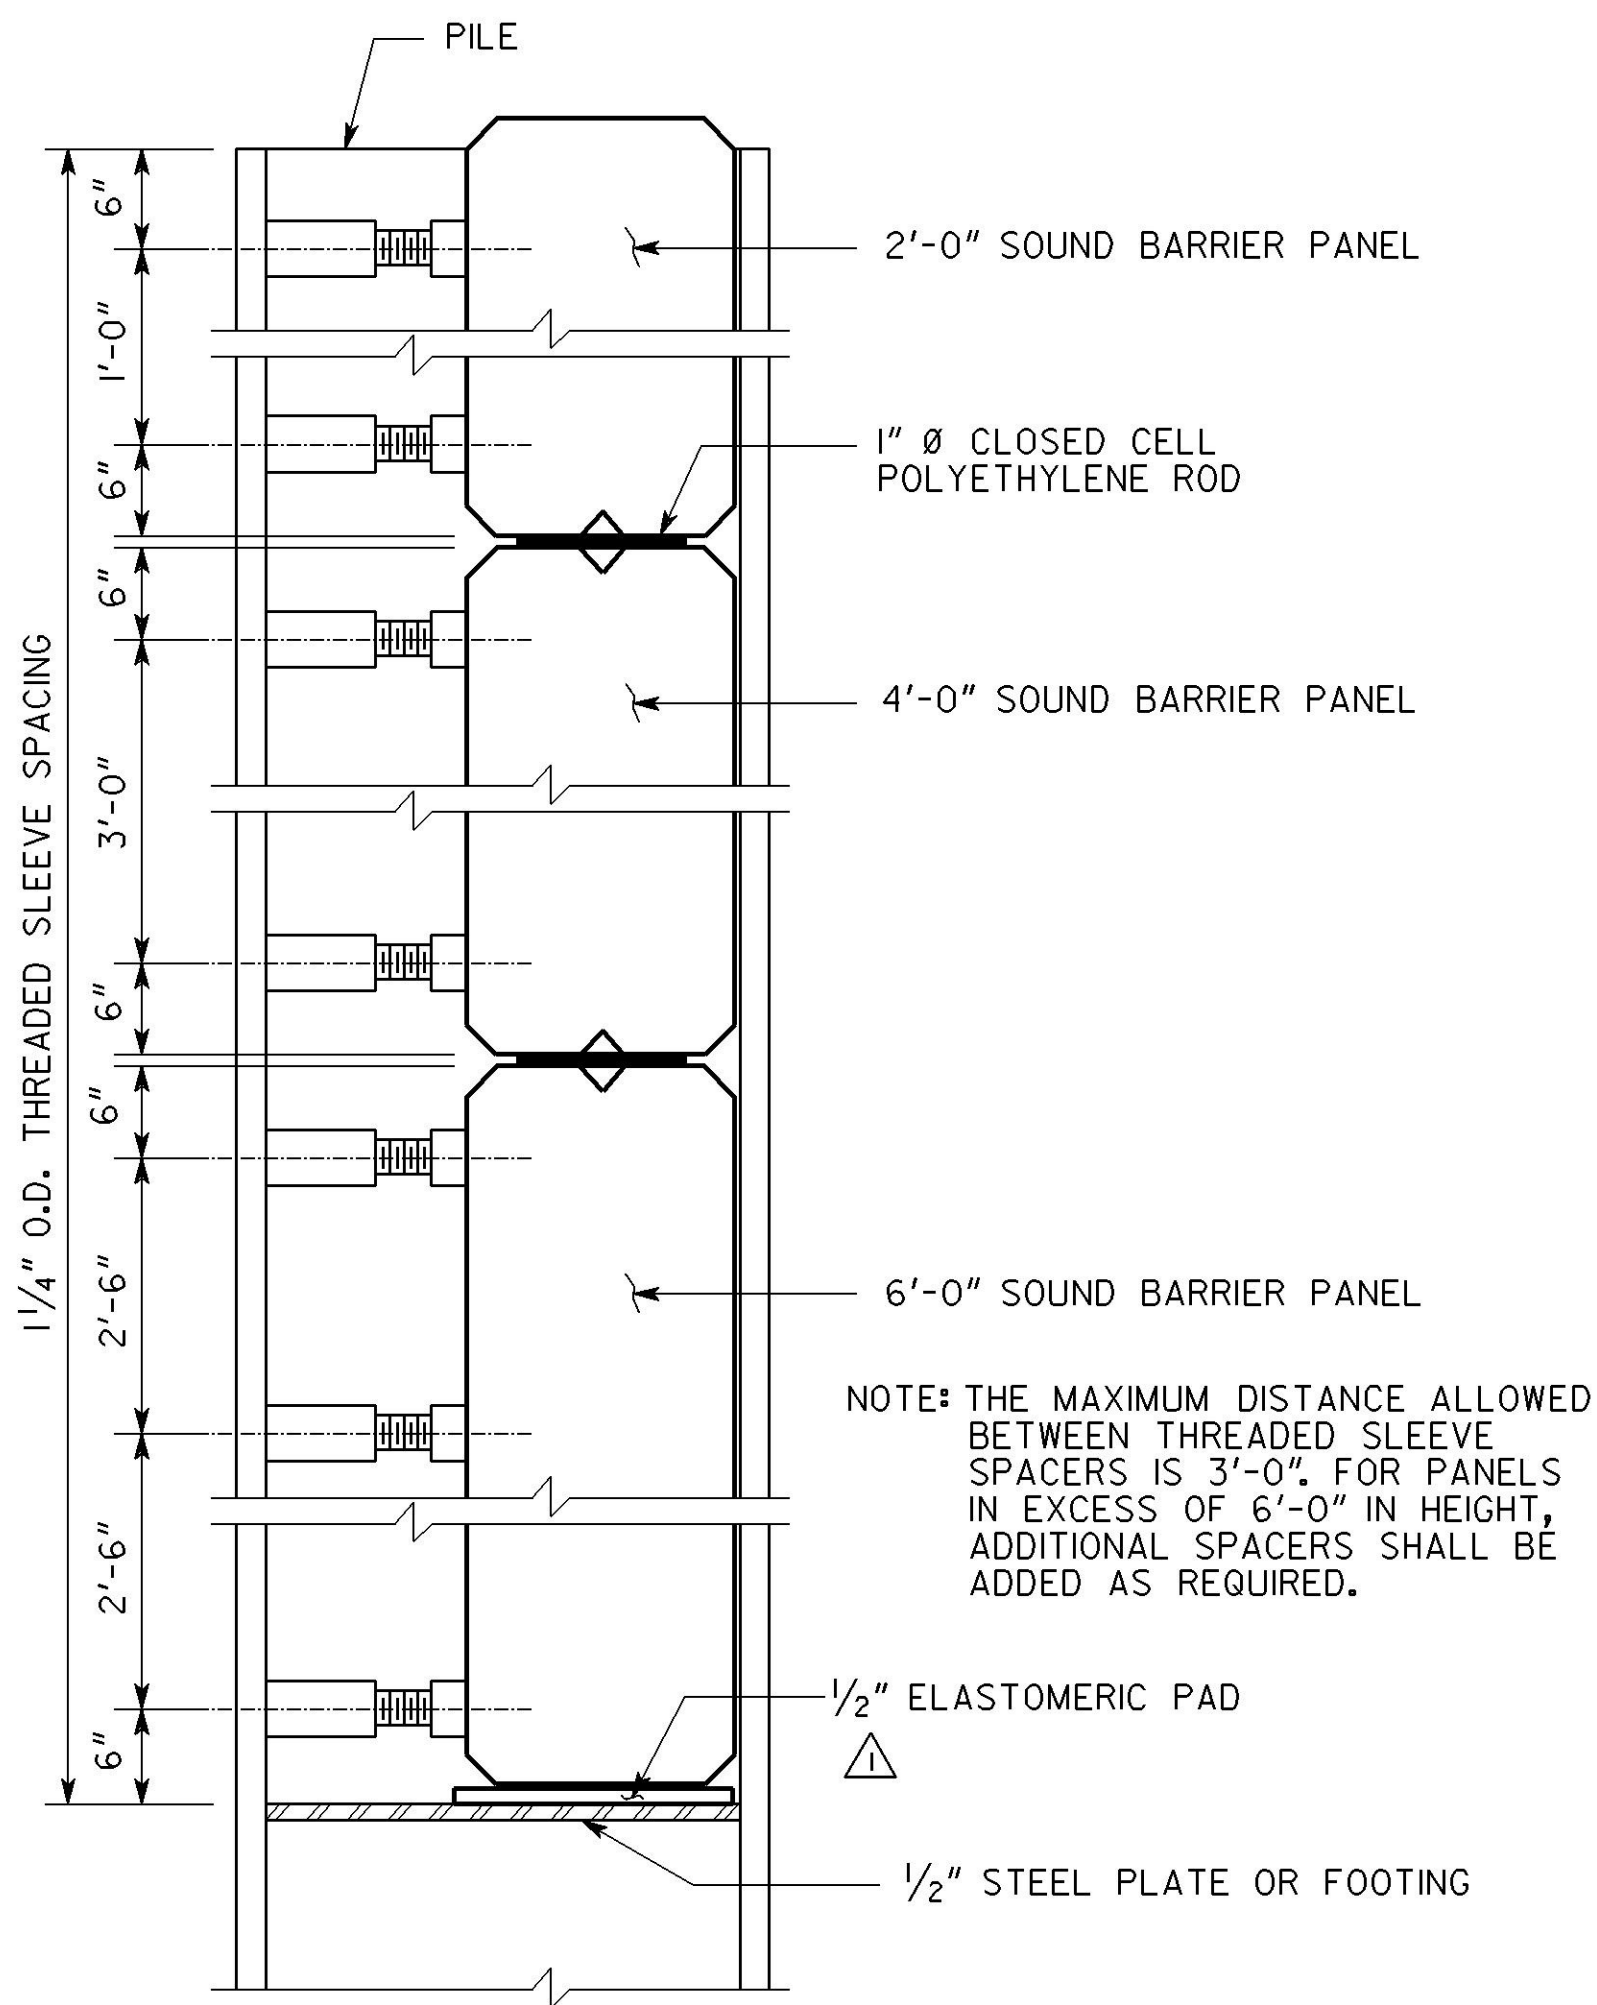 PILE
6"
2'-0" SOUND BARRIER PANEL
1'-0"
1" Ø CLOSED CELL
POLYETHYLENE ROD
6"
6"
4'-0" SOUND BARRIER PANEL
1 1/4" O.D. THREADED SLEEVE SPACING
3'-0"
6"
6"
2'-6"
6'-0" SOUND BARRIER PANEL
NOTE: THE MAXIMUM DISTANCE ALLOWED
BETWEEN THREADED SLEEVE
SPACERS IS 3'-0". FOR PANELS
IN EXCESS OF 6'-0" IN HEIGHT,
ADDITIONAL SPACERS SHALL BE
ADDED AS REQUIRED.
2'-6"
1/2" ELASTOMERIC PAD
1
6"
1/2" STEEL PLATE OR FOOTING